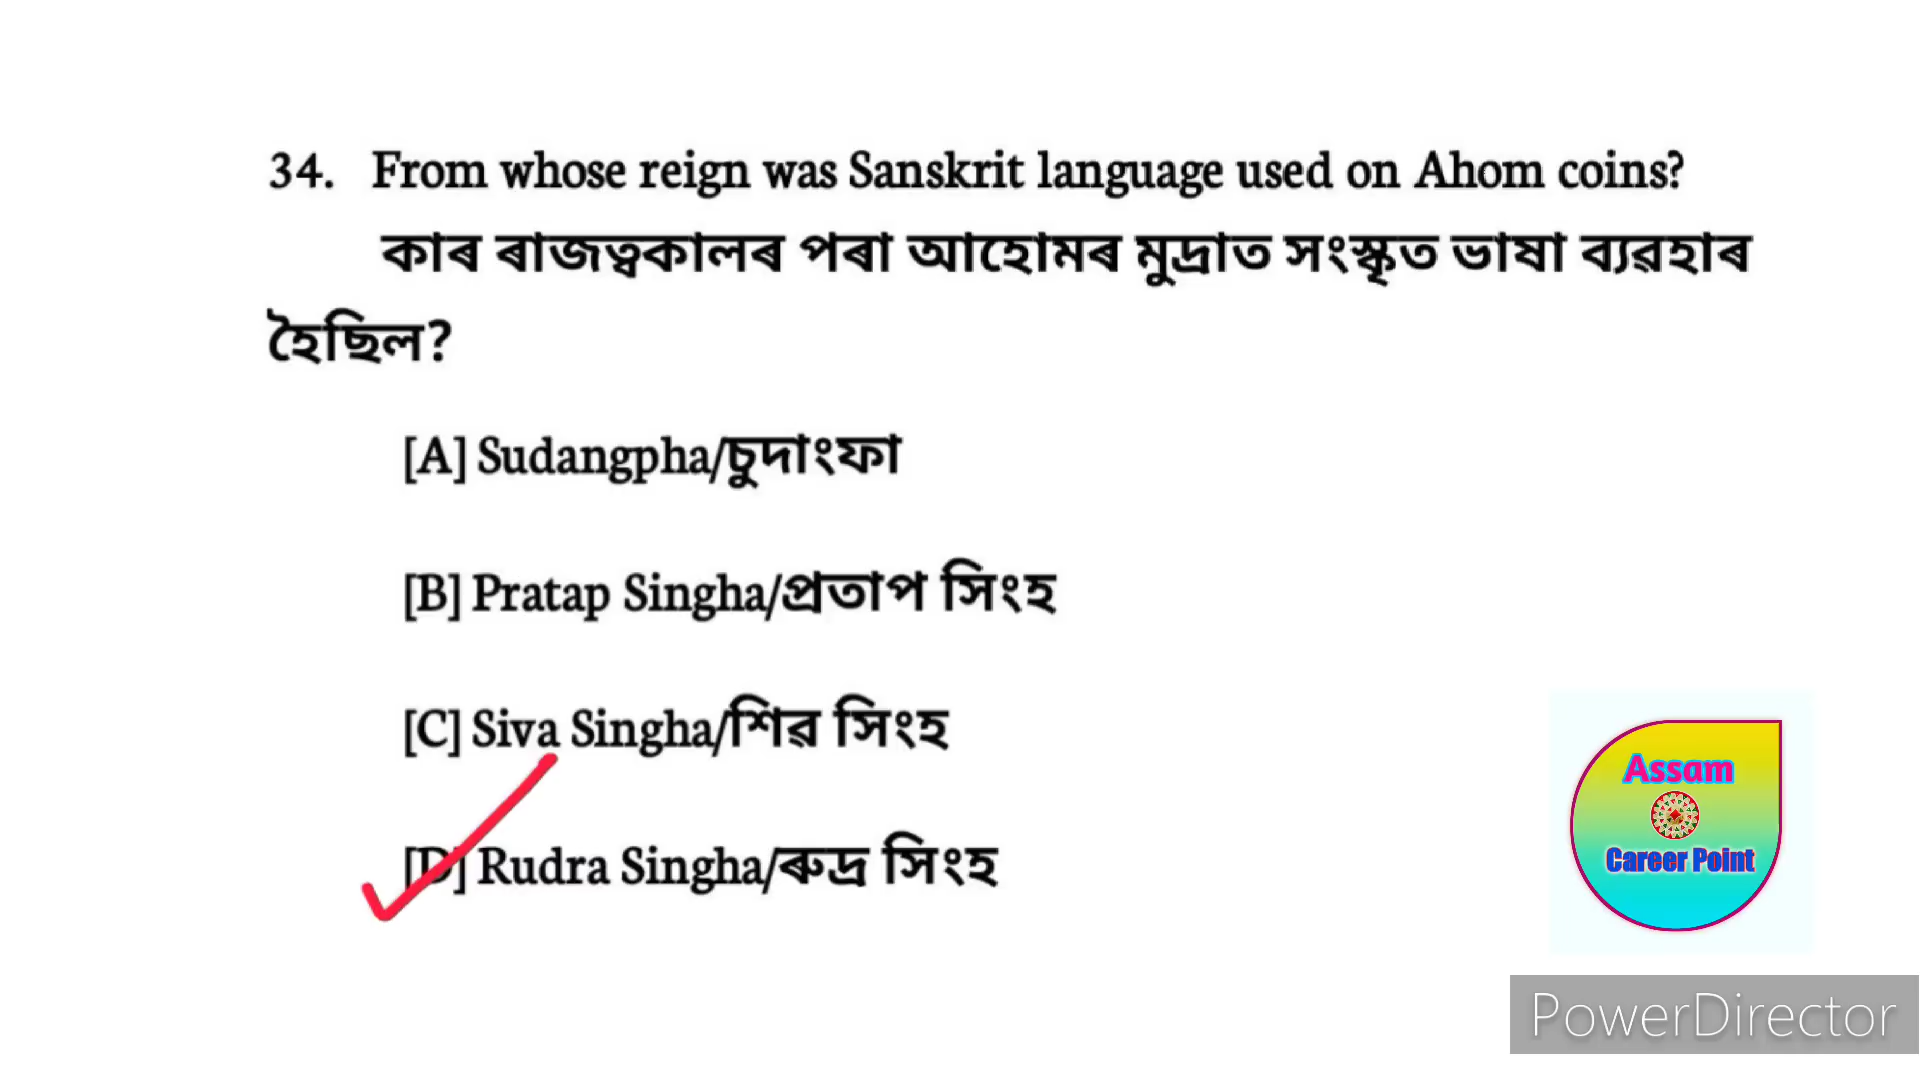 34. From whose reign was Sanskrit language used on Ahom coins?
কাৰ ৰাজত্বকালৰ পৰা আহোমৰ মুদ্ৰাত সংস্কৃত ভাষা ব্যৱহাৰ
হৈছিল?
[A] Sudangpha/চুদাংফা
[B] Pratap Singha/প্ৰতাপ সিংহ
[C] Siva Singha/শিৱ সিংহ
[D] Rudra Singha/ৰুদ্ৰ সিংহ
Assam
Career Point
PowerDirector